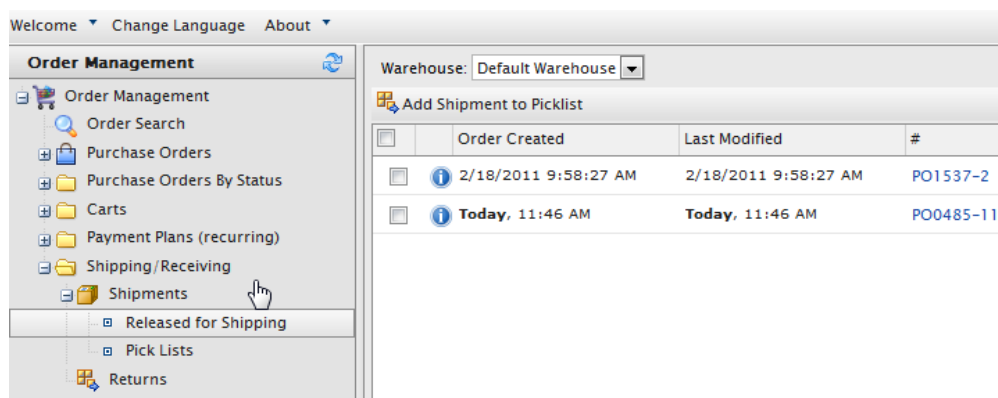 Welcome Change Language About
Order Management
Order Management
Order Search
Purchase Orders
Purchase Orders By Status
Carts
Payment Plans (recurring)
Shipping/Receiving
Shipments
Released for Shipping
Pick Lists
Returns
Warehouse: Default Warehouse
Add Shipment to Picklist
Order Created Last Modified #
2/18/2011 9:58:27 AM 2/18/2011 9:58:27 AM PO1537-2
Today, 11:46 AM Today, 11:46 AM PO0485-11